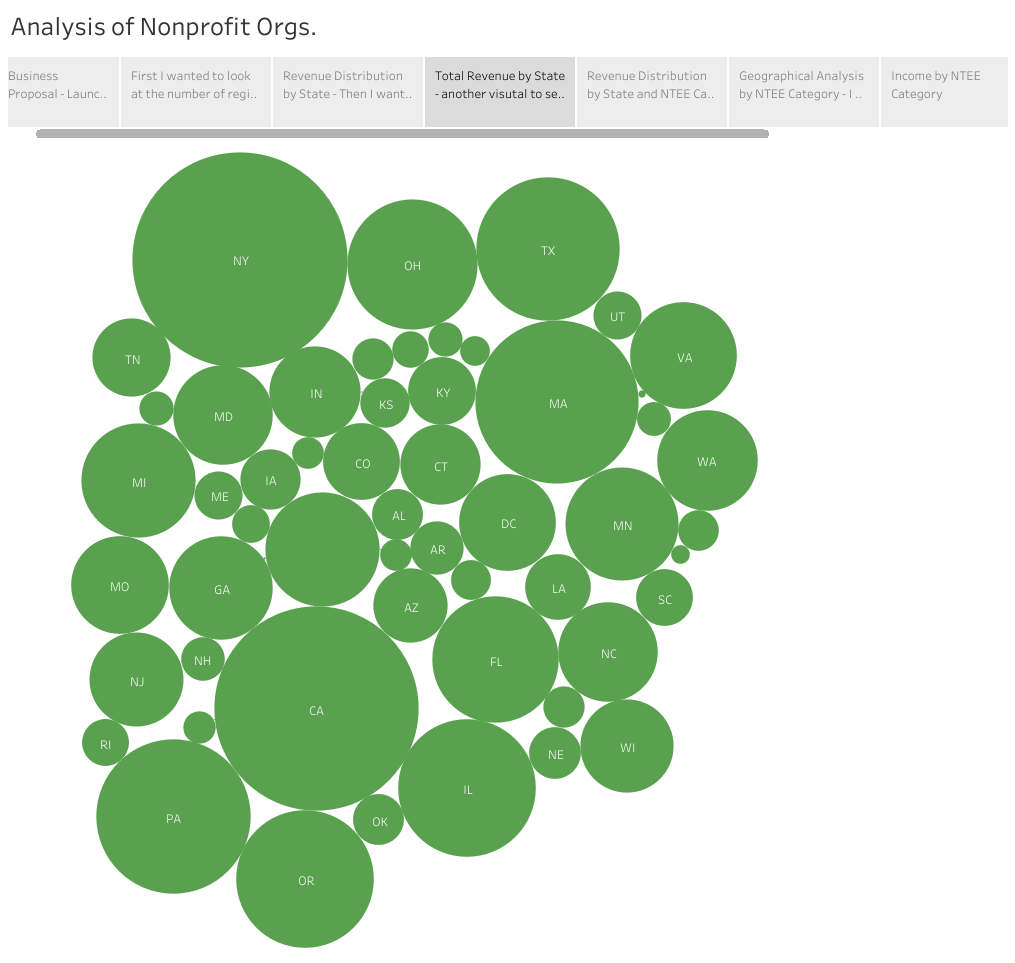 Analysis of Nonprofit Orgs.
Business
Proposal - Launc..
First I wanted to look
at the number of regi..
Revenue Distribution
by State - Then I want..
Total Revenue by State
- another visutal to se..
Revenue Distribution
by State and NTEE Ca..
Geographical Analysis
by NTEE Category - I ..
Income by NTEE
Category
NY
OH
TX
UT
TN
VA
IN
KS
KY
MA
MD
CO
CT
WA
MI
ME
IA
AL
DC
MN
AR
MO
GA
AZ
LA
SC
NH
FL
NC
NJ
CA
RI
NE
WI
PA
OK
IL
OR